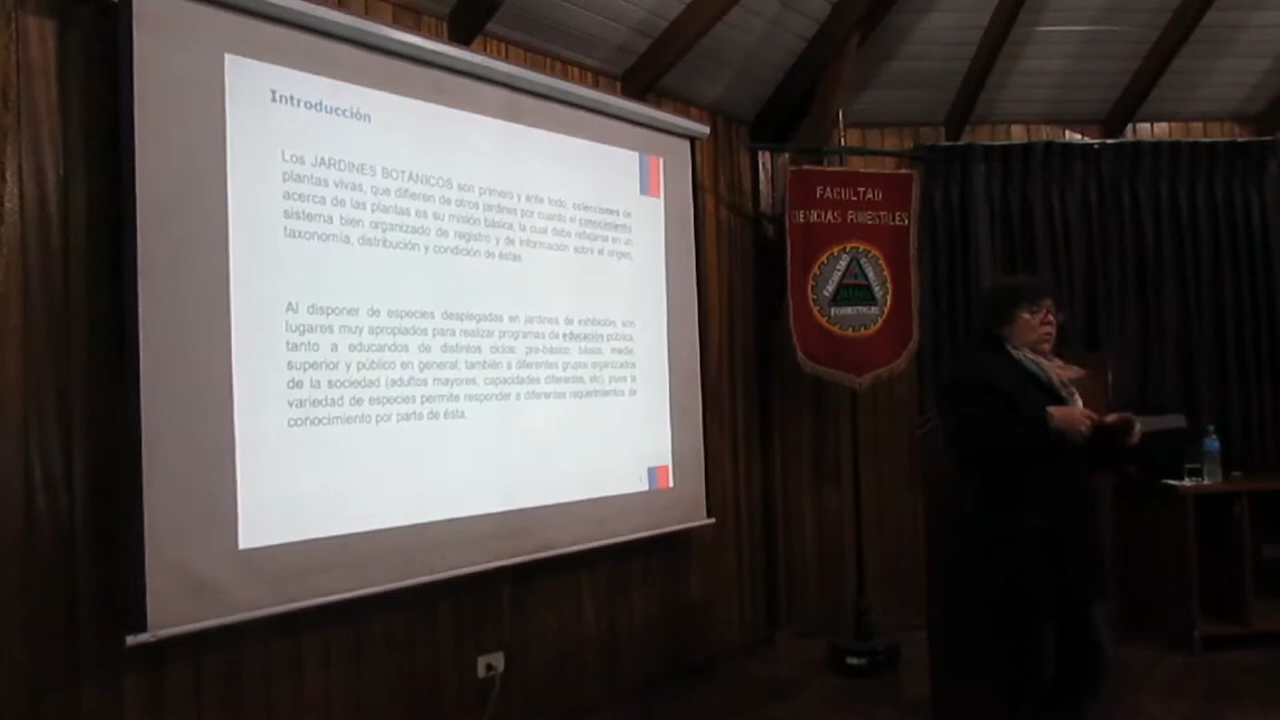 Introducción
Los JARDINES BOTÁNICOS son primero y ante todo, colecciones de
plantas vivas, que difieren de otros jardines por cuanto el conocimiento
acerca de las plantas es su misión básica, la cual debe reflejarse en un
sistema bien organizado de registro y de información sobre el origen,
taxonomía, distribución y condición de éstas.
Al disponer de especies desplegadas en jardines de exhibición, son
lugares muy apropiados para realizar programas de educación pública,
tanto a educandos de distintos ciclos: pre-básico, básico, medio,
superior y público en general; también a diferentes grupos organizados
de la sociedad (adultos mayores, capacidades diferentes, etc), pues la
variedad de especies permite responder a diferentes requerimientos de
conocimiento por parte de ésta.
FACULTAD
CIENCIAS FORESTALES
FACULTAD CIENCIAS
FORESTALES